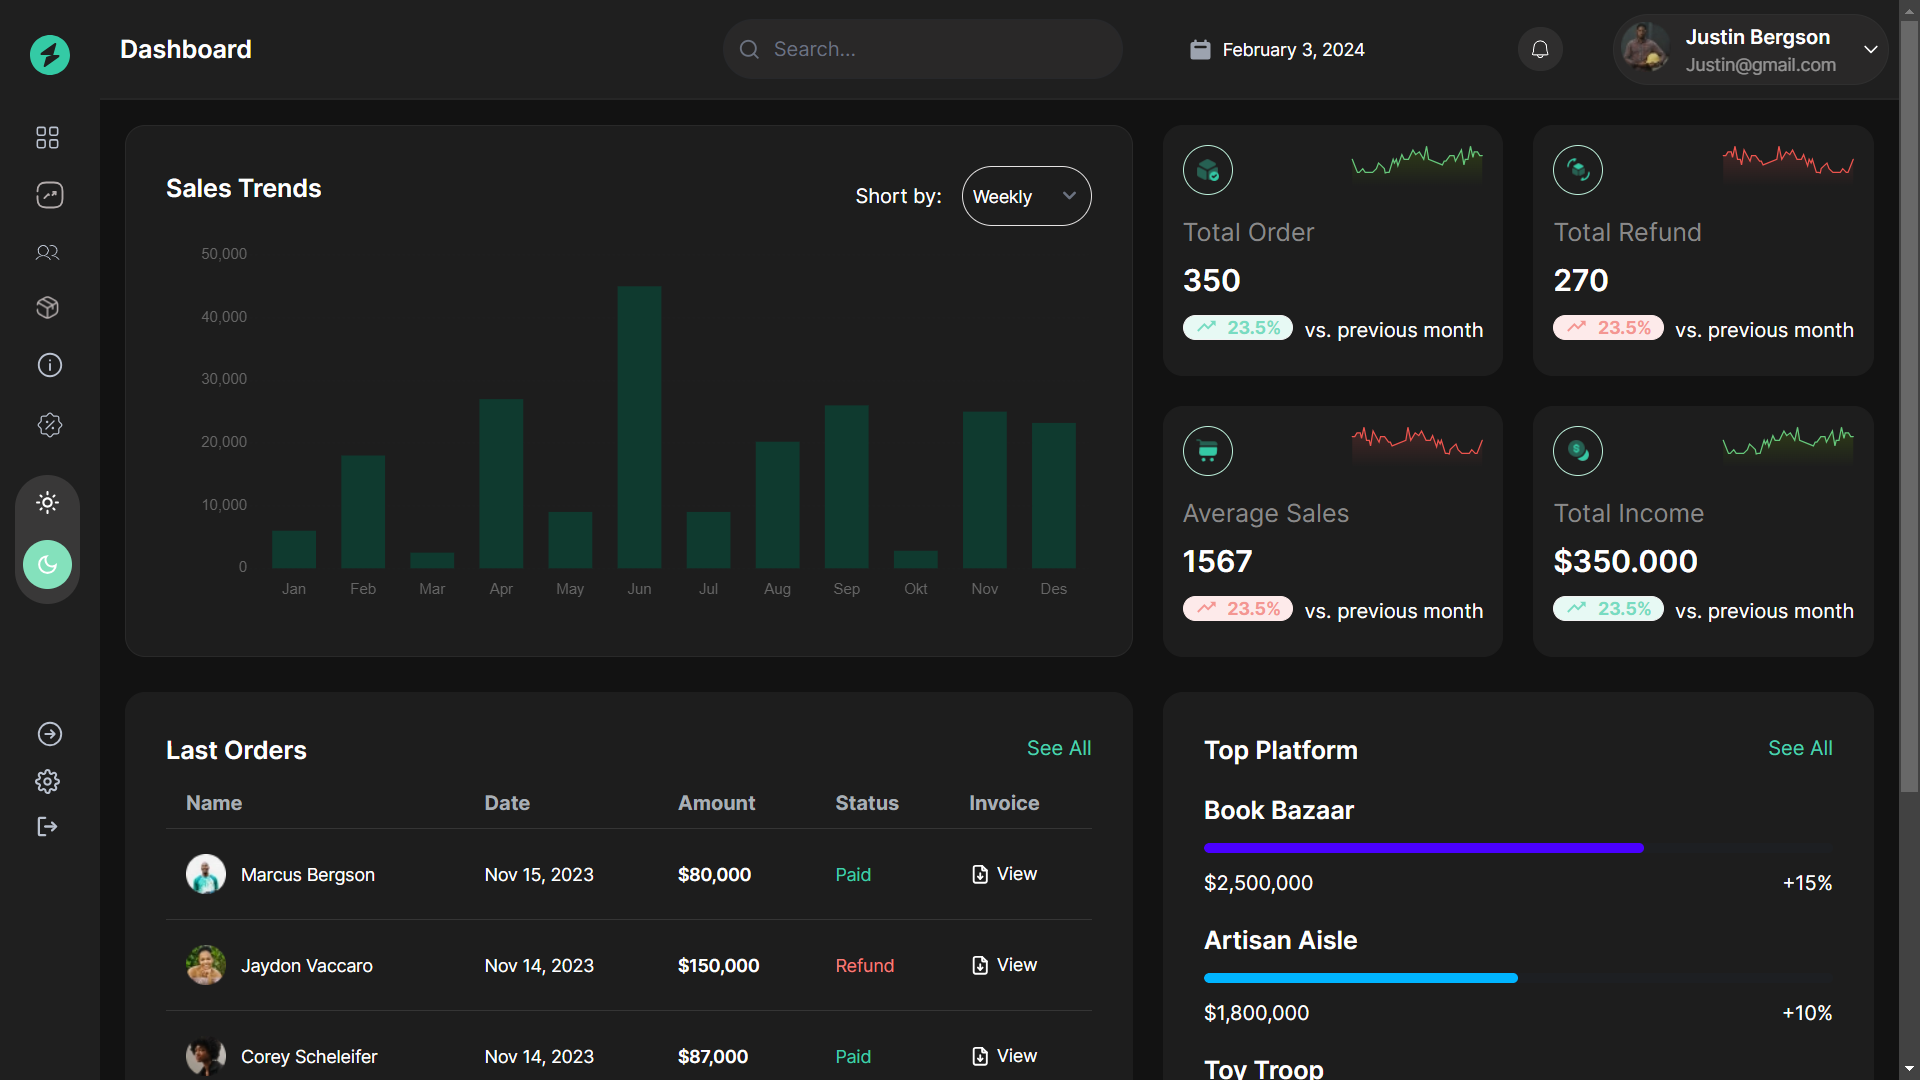 Dashboard
Search...
February 3, 2024
Justin Bergson
Justin@gmail.com
Sales Trends
Short by:
Weekly
50,000
40,000
30,000
20,000
10,000
0
Jan Feb Mar Apr May Jun Jul Aug Sep Okt Nov Des
Total Order
350
23.5% vs. previous month
Total Refund
270
23.5% vs. previous month
Average Sales
1567
23.5% vs. previous month
Total Income
$350.000
23.5% vs. previous month
Last Orders
See All
Name Date Amount Status Invoice
Marcus Bergson Nov 15, 2023 $80,000 Paid View
Jaydon Vaccaro Nov 14, 2023 $150,000 Refund View
Corey Scheleifer Nov 14, 2023 $87,000 Paid View
Top Platform
See All
Book Bazaar
$2,500,000 +15%
Artisan Aisle
$1,800,000 +10%
Toy Troop